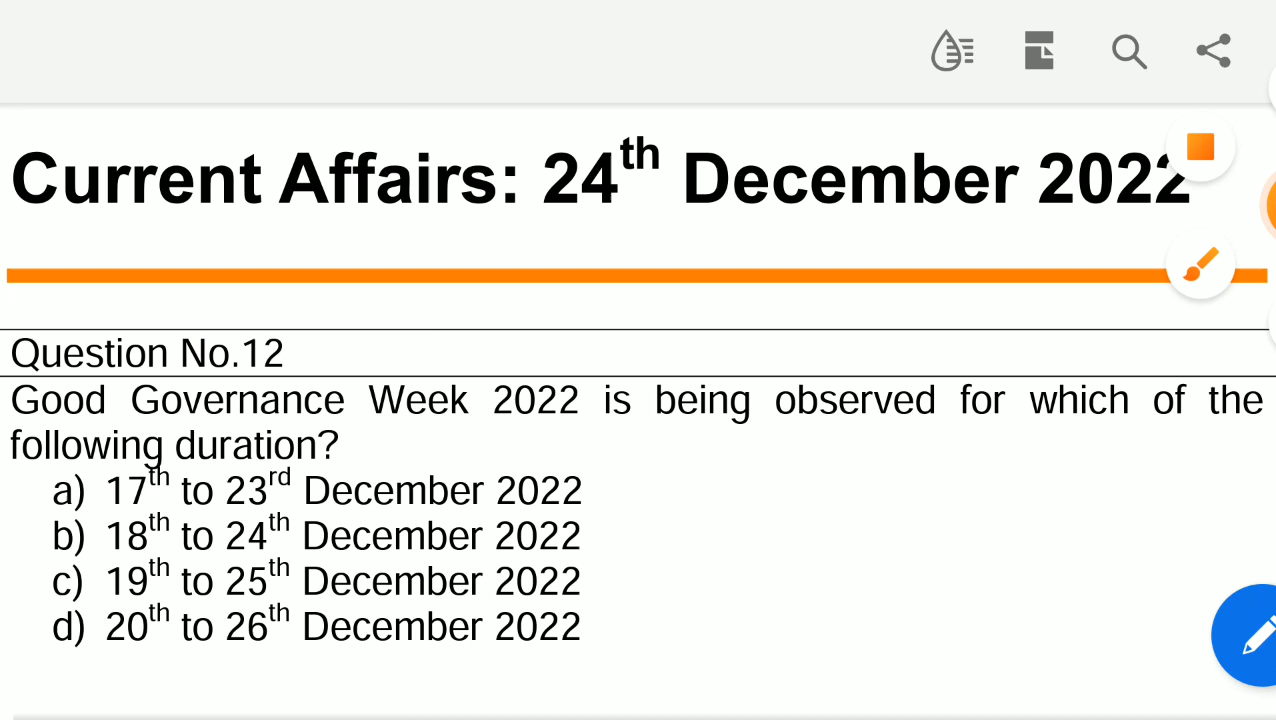 Current Affairs: 24th December 2022
Question No.12
Good Governance Week 2022 is being observed for which of the
following duration?
a) 17th to 23rd December 2022
b) 18th to 24th December 2022
c) 19th to 25th December 2022
d) 20th to 26th December 2022